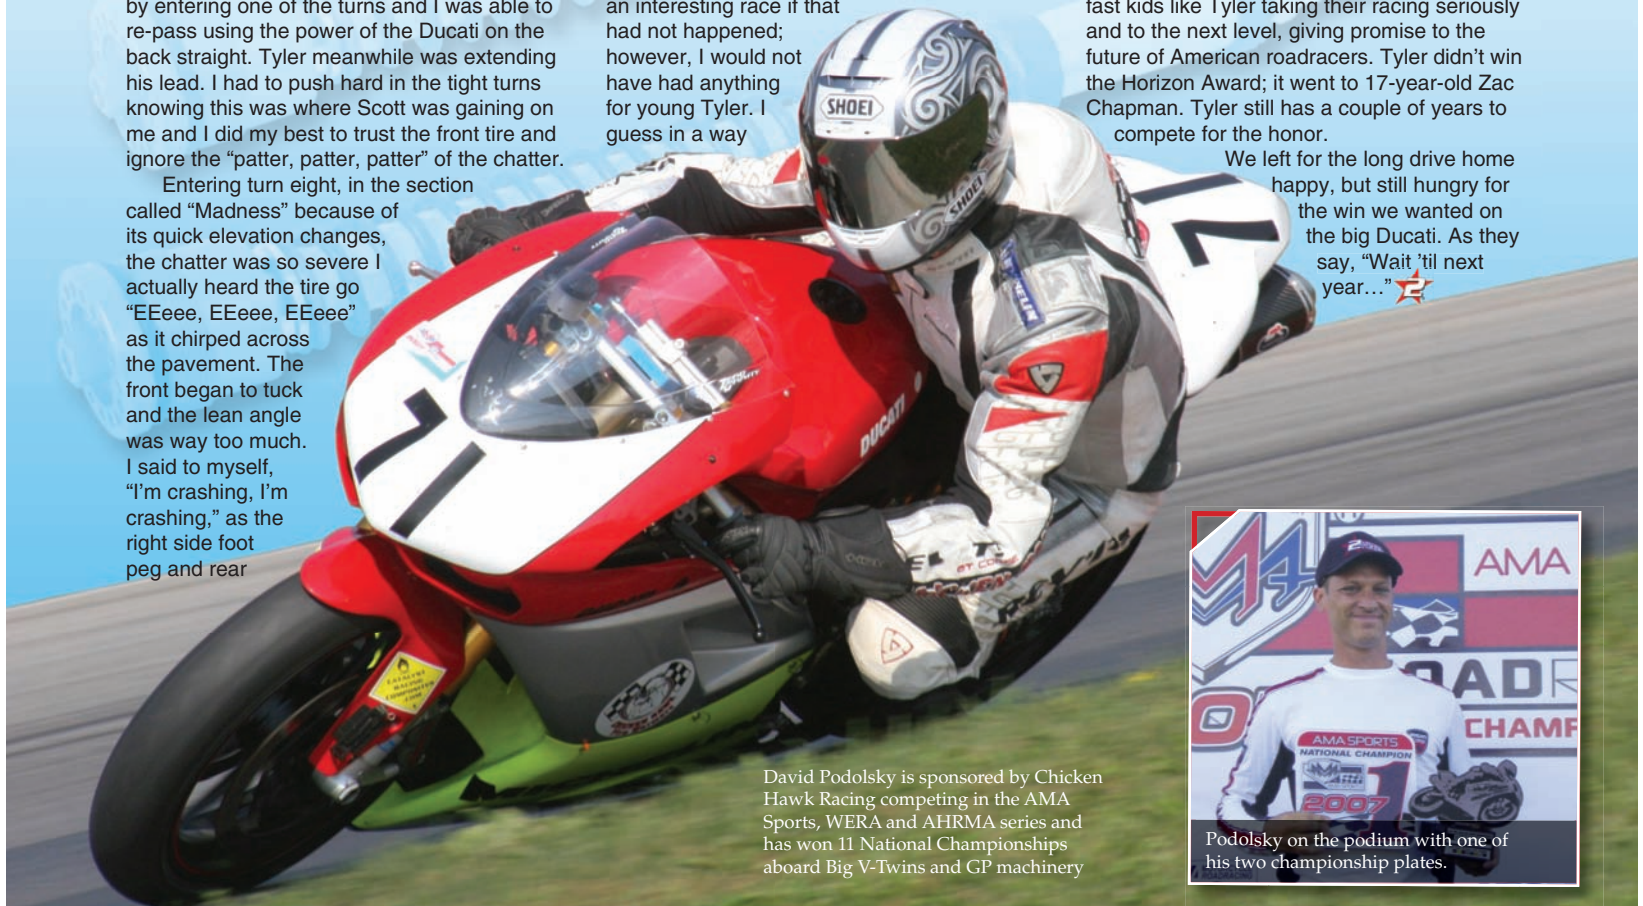 by entering one of the turns and I was able to
re-pass using the power of the Ducati on the
back straight. Tyler meanwhile was extending
his lead. I had to push hard in the tight turns
knowing this was where Scott was gaining on
me and I did my best to trust the front tire and
ignore the “patter, patter, patter” of the chatter.
Entering turn eight, in the section
called “Madness” because of
its quick elevation changes,
the chatter was so severe I
actually heard the tire go
“EEeee, EEeee, EEeee”
as it chirped across
the pavement. The
front began to tuck
and the lean angle
was way too much.
I said to myself,
“I’m crashing, I’m
crashing,” as the
right side foot
peg and rear
an interesting race if that
had not happened;
however, I would not
have had anything
for young Tyler. I
guess in a way
fast kids like Tyler taking their racing seriously
and to the next level, giving promise to the
future of American roadracers. Tyler didn’t win
the Horizon Award; it went to 17-year-old Zac
Chapman. Tyler still has a couple of years to
compete for the honor.
We left for the long drive home
happy, but still hungry for
the win we wanted on
the big Ducati. As they
say, “Wait ’til next
year…”
2
SHOEI
SHOEI
71
DUCATI
CATALYST
RACING
COMPOSITES
.COM
David Podolsky is sponsored by Chicken
Hawk Racing competing in the AMA
Sports, WERA and AHRMA series and
has won 11 National Championships
aboard Big V-Twins and GP machinery
AMA
ROADR
CHAMP
AMA SPORTS
NATIONAL CHAMPION
1
2007
Podolsky on the podium with one of
his two championship plates.